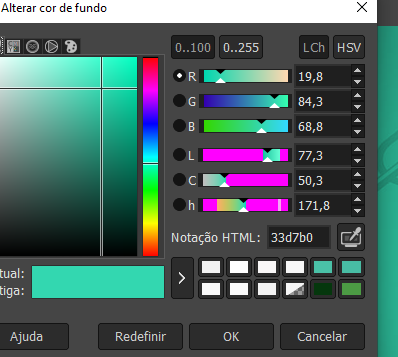 Alterar cor de fundo
0..100 0..255 LCh HSV
R 19,8
G 84,3
B 68,8
L 77,3
C 50,3
h 171,8
Notação HTML: 33d7b0
tual:
tiga:
Ajuda Redefinir OK Cancelar